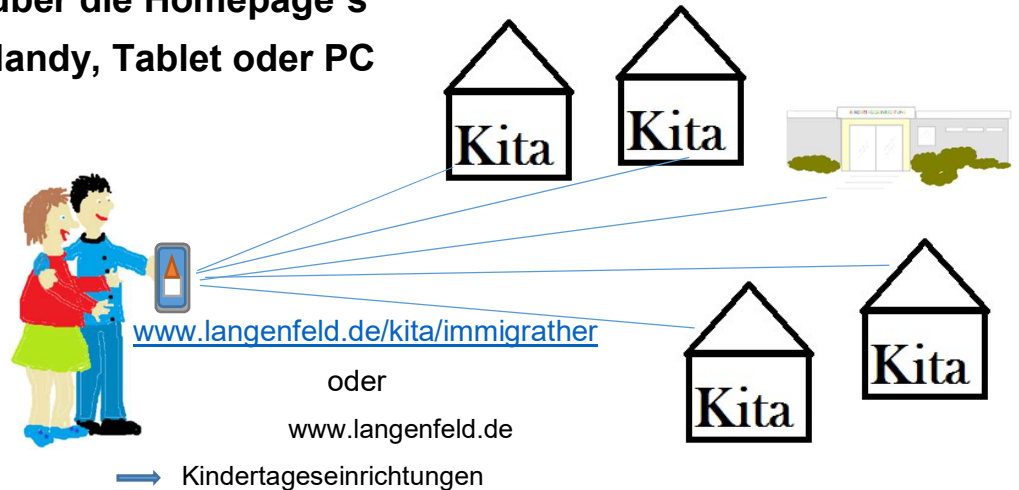 über die Homepage´s
Handy, Tablet oder PC
Kita
Kita
www.langenfeld.de/kita/immigrather
oder
www.langenfeld.de
Kindertageseinrichtungen
Kita
Kita